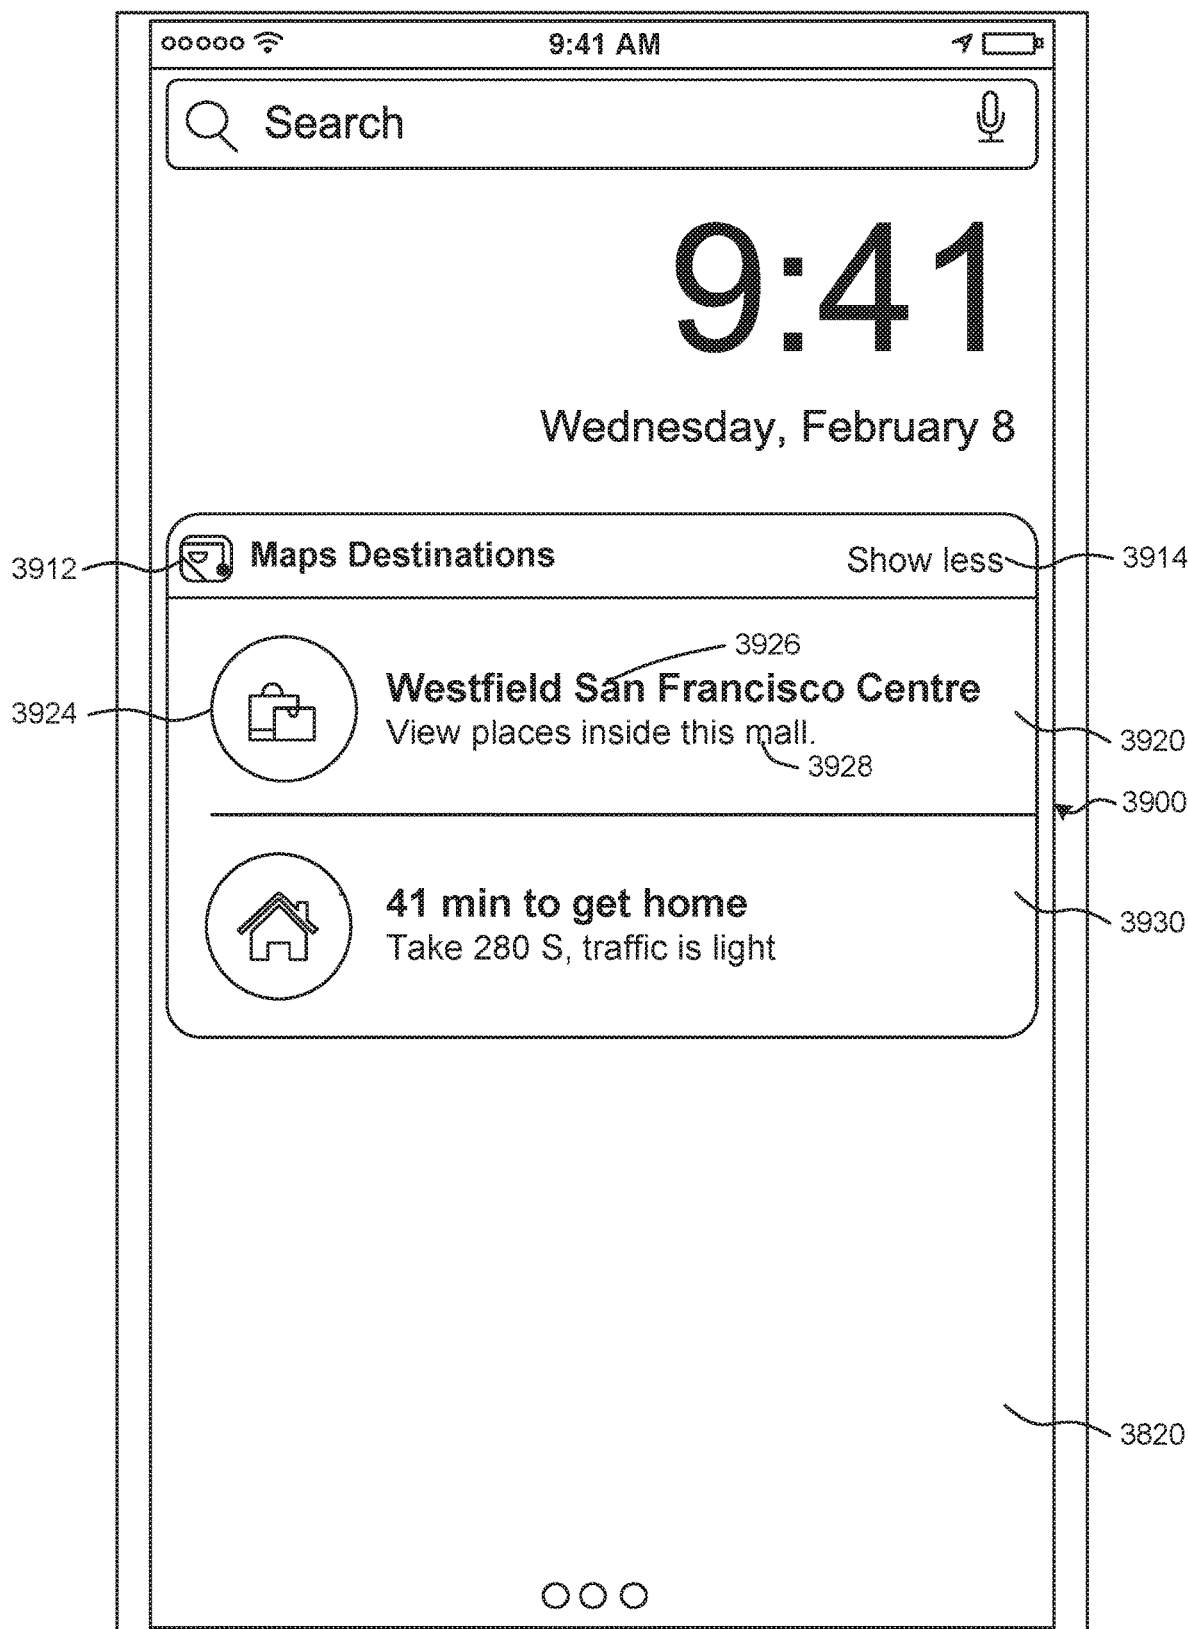 9:41 AM
Search
9:41
Wednesday, February 8
3912
Maps Destinations
Show less
3914
3926
Westfield San Francisco Centre
3924
View places inside this mall.
3920
3928
3900
41 min to get home
3930
Take 280 S, traffic is light
3820